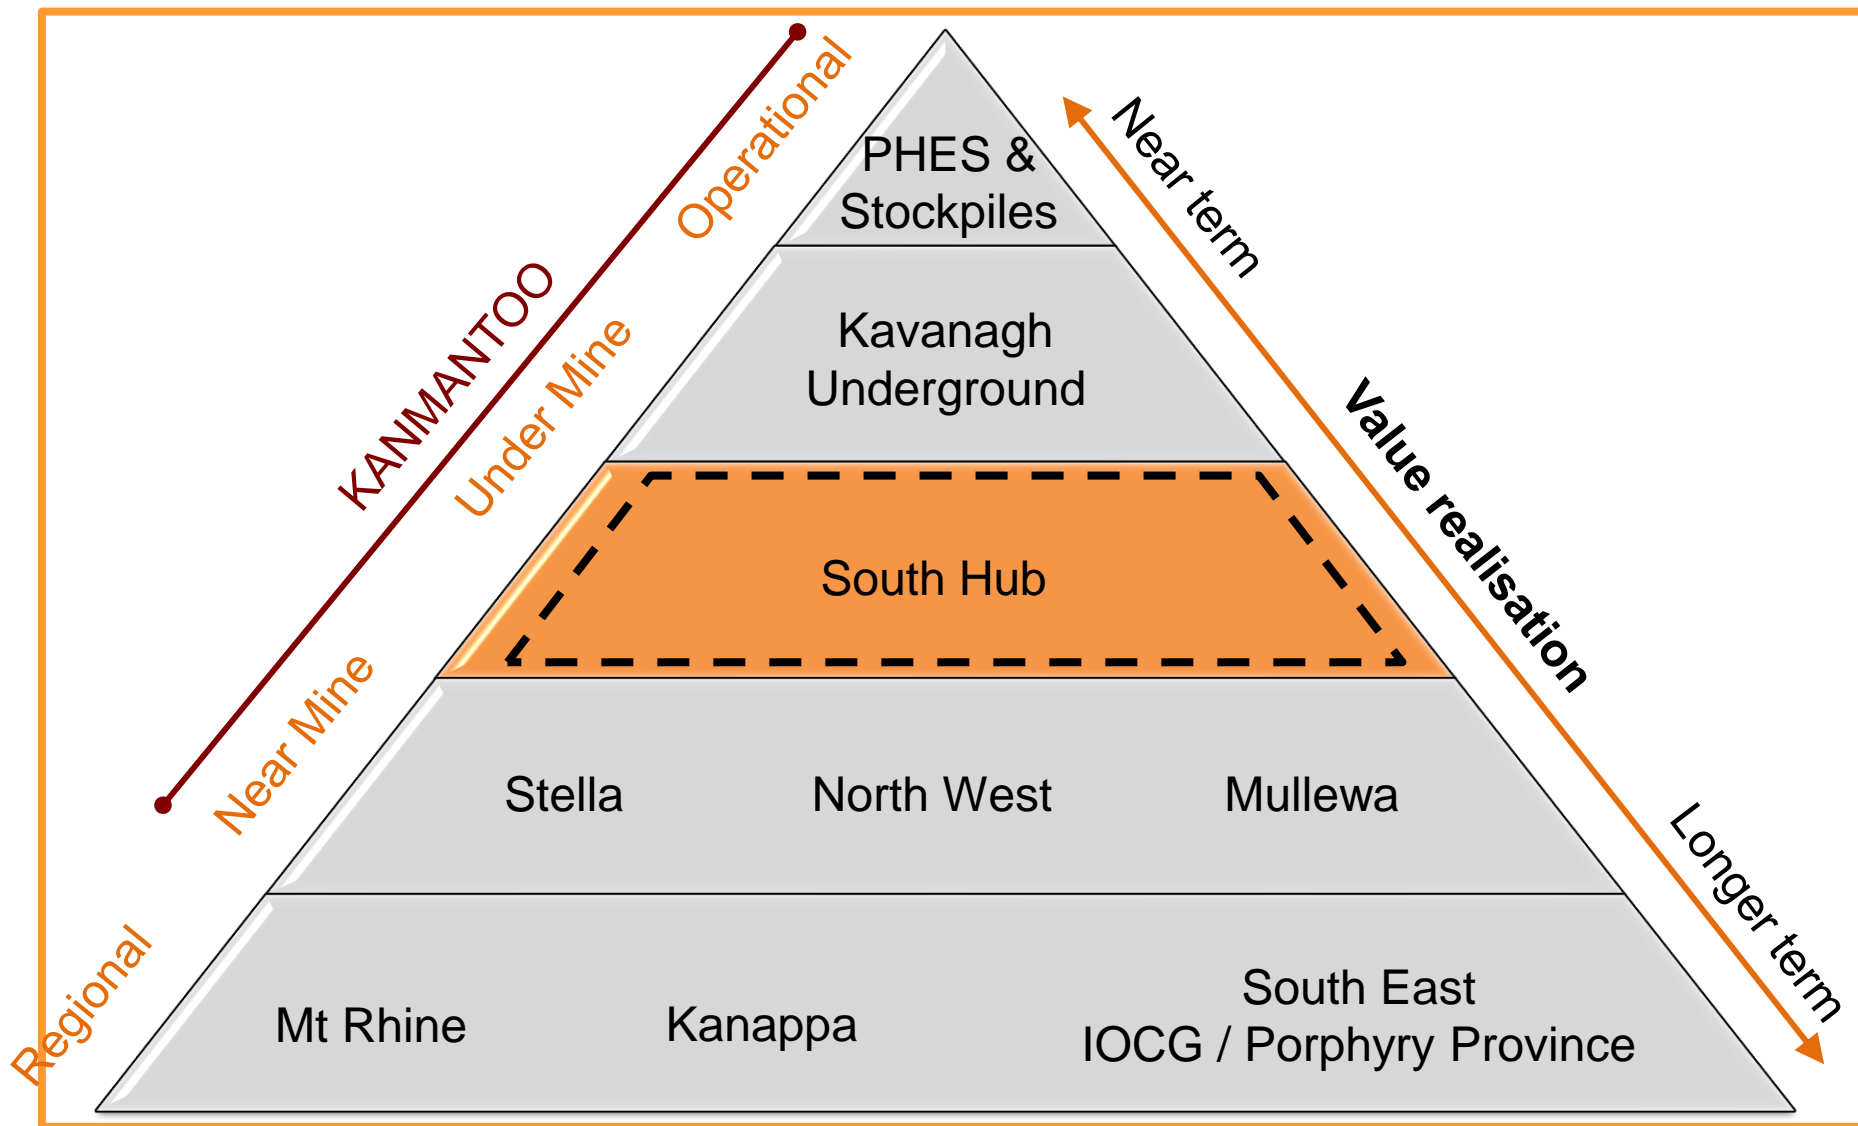 KANMANTOO
Operational
Under Mine
Near Mine
Regional
PHES &
Stockpiles
Kavanagh
Underground
South Hub
Stella
North West
Mullewa
Mt Rhine
Kanappa
South East
IOCG / Porphyry Province
Near term
Value realisation
Longer term